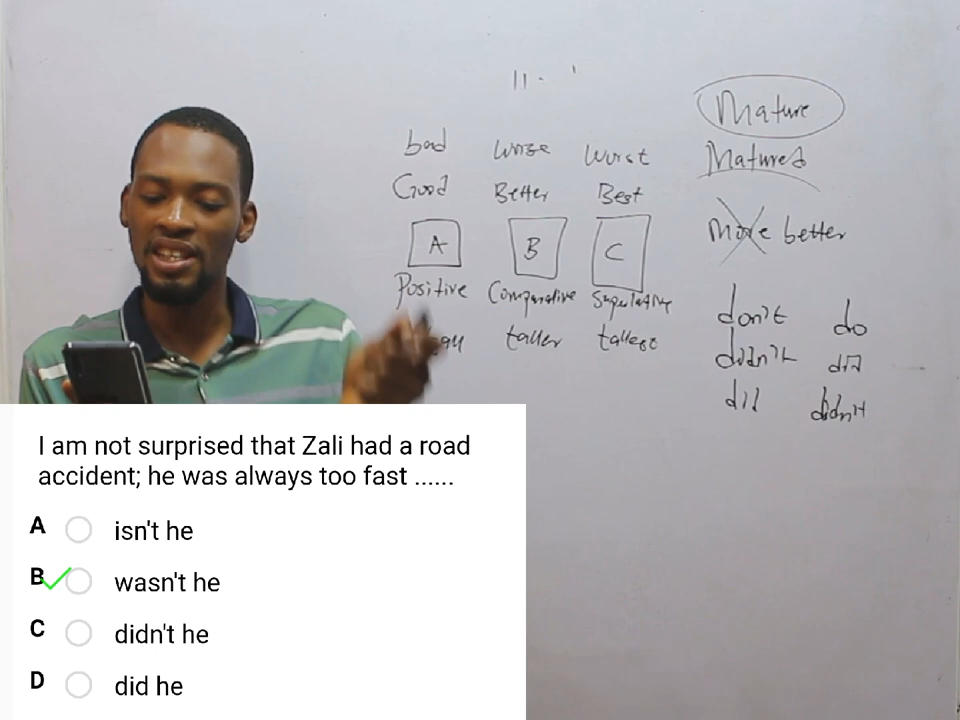 Mature
bad Worse Worst Matured
Good Better Best
A B C More better
Positive Comparative Superlative
taller tallest
don't do
didn't did
did didn't
I am not surprised that Zali had a road
accident; he was always too fast ......
A isn't he
B wasn't he
C didn't he
D did he